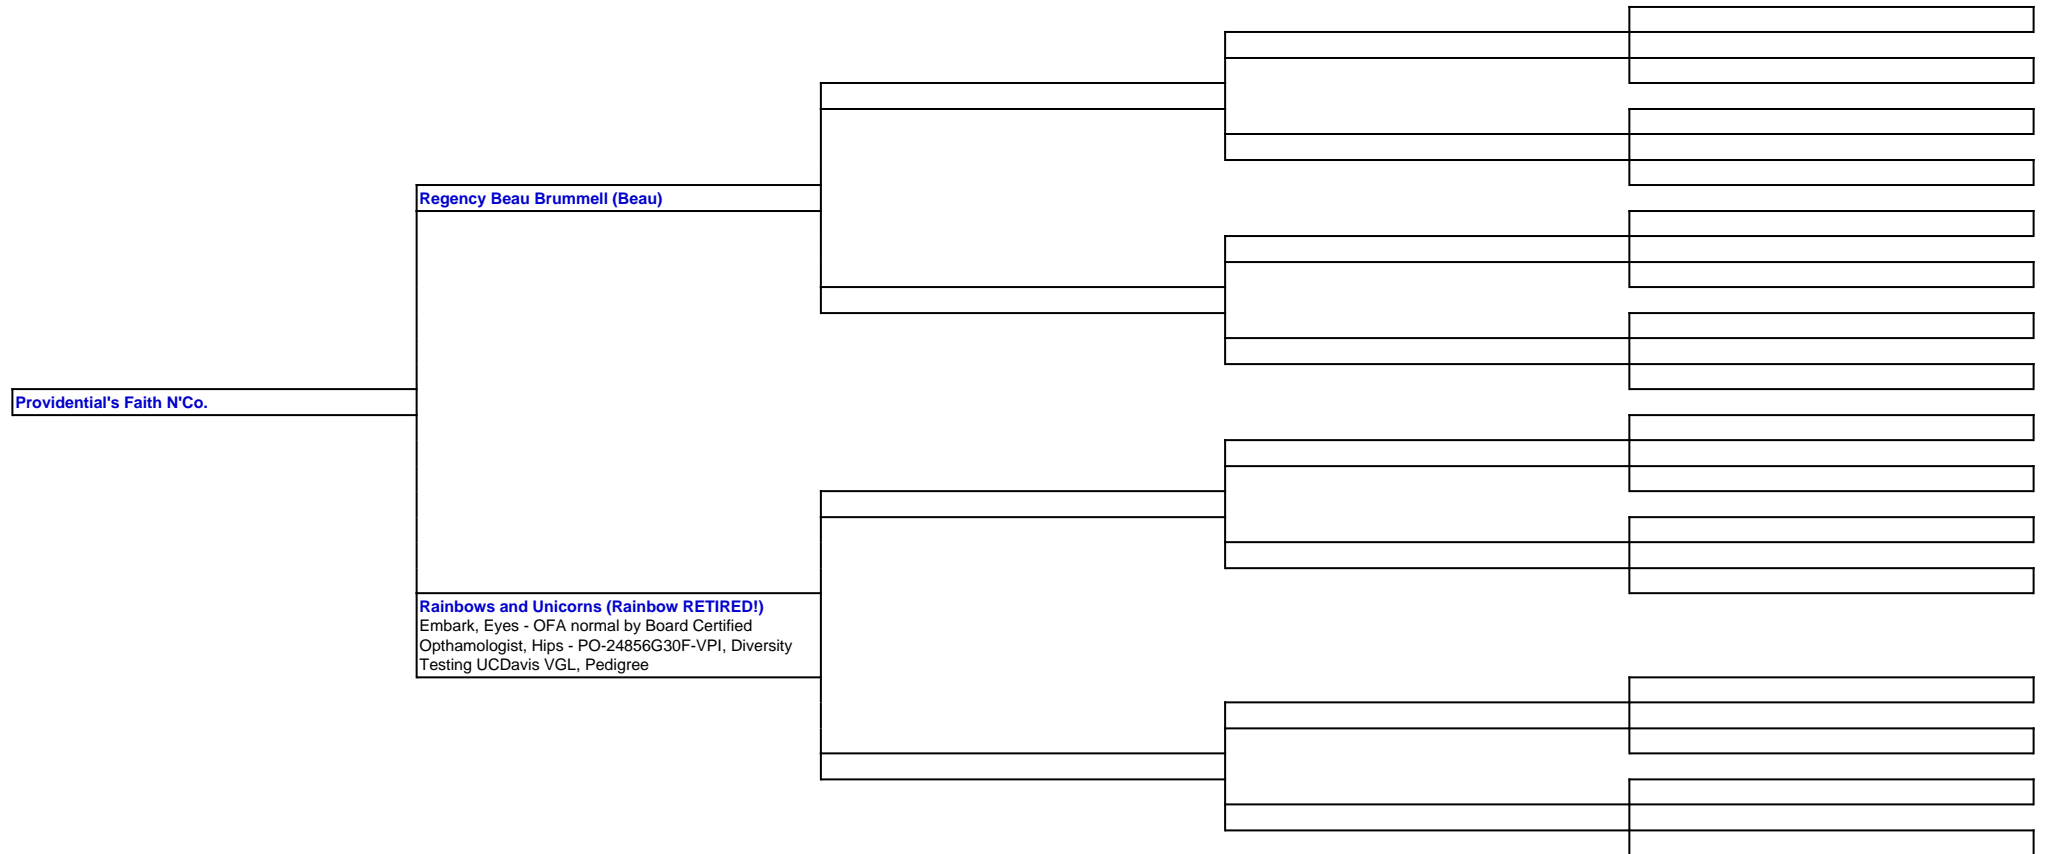 Regency Beau Brummell (Beau)
Providential's Faith N'Co.
Rainbows and Unicorns (Rainbow RETIRED!)
Embark, Eyes - OFA normal by Board Certified
Opthamologist, Hips - PO-24856G30F-VPI, Diversity
Testing UCDavis VGL, Pedigree